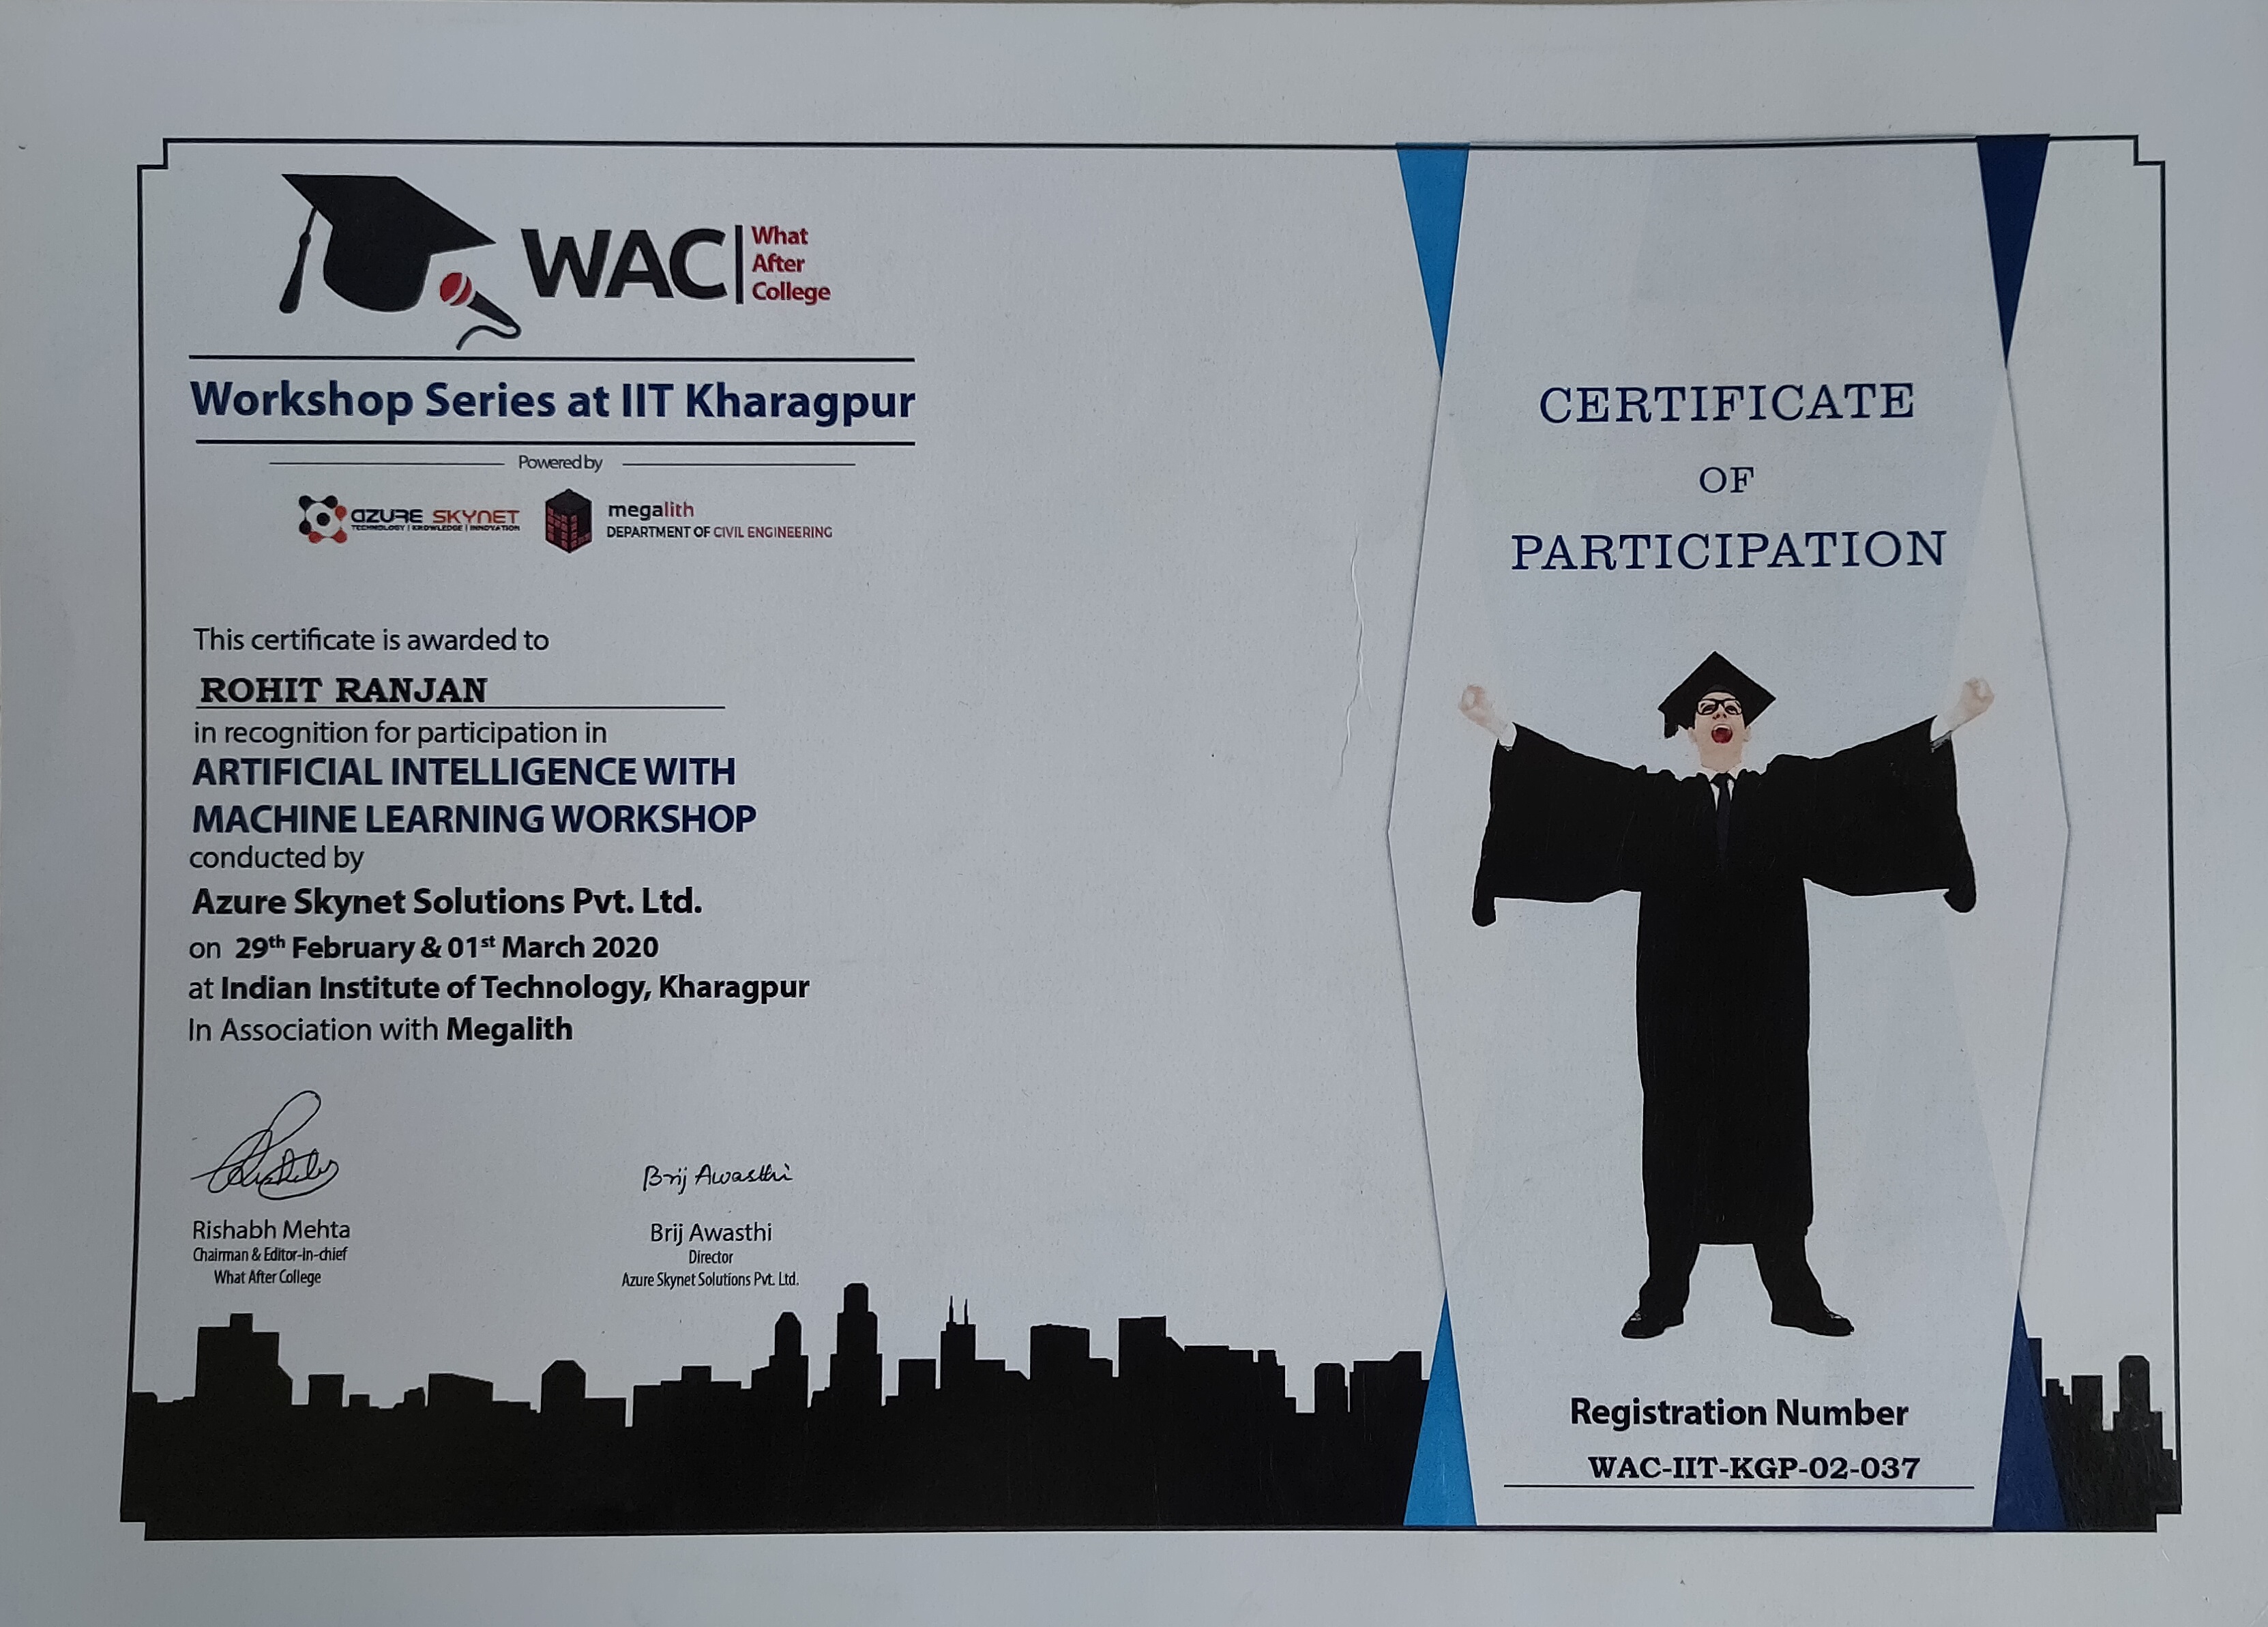 WAC
What
After
College
Workshop Series at IIT Kharagpur
Powered by
AZURE SKYNET
TECHNOLOGY | KNOWLEDGE | INNOVATION
megalith
DEPARTMENT OF CIVIL ENGINEERING
This certificate is awarded to
ROHIT RANJAN
in recognition for participation in
ARTIFICIAL INTELLIGENCE WITH
MACHINE LEARNING WORKSHOP
conducted by
Azure Skynet Solutions Pvt. Ltd.
on 29th February & 01st March 2020
at Indian Institute of Technology, Kharagpur
In Association with Megalith
Rishabh Mehta
Chairman & Editor-in-chief
What After College
Brij Awasthi
Brij Awasthi
Director
Azure Skynet Solutions Pvt. Ltd.
CERTIFICATE
OF
PARTICIPATION
Registration Number
WAC-IIT-KGP-02-037